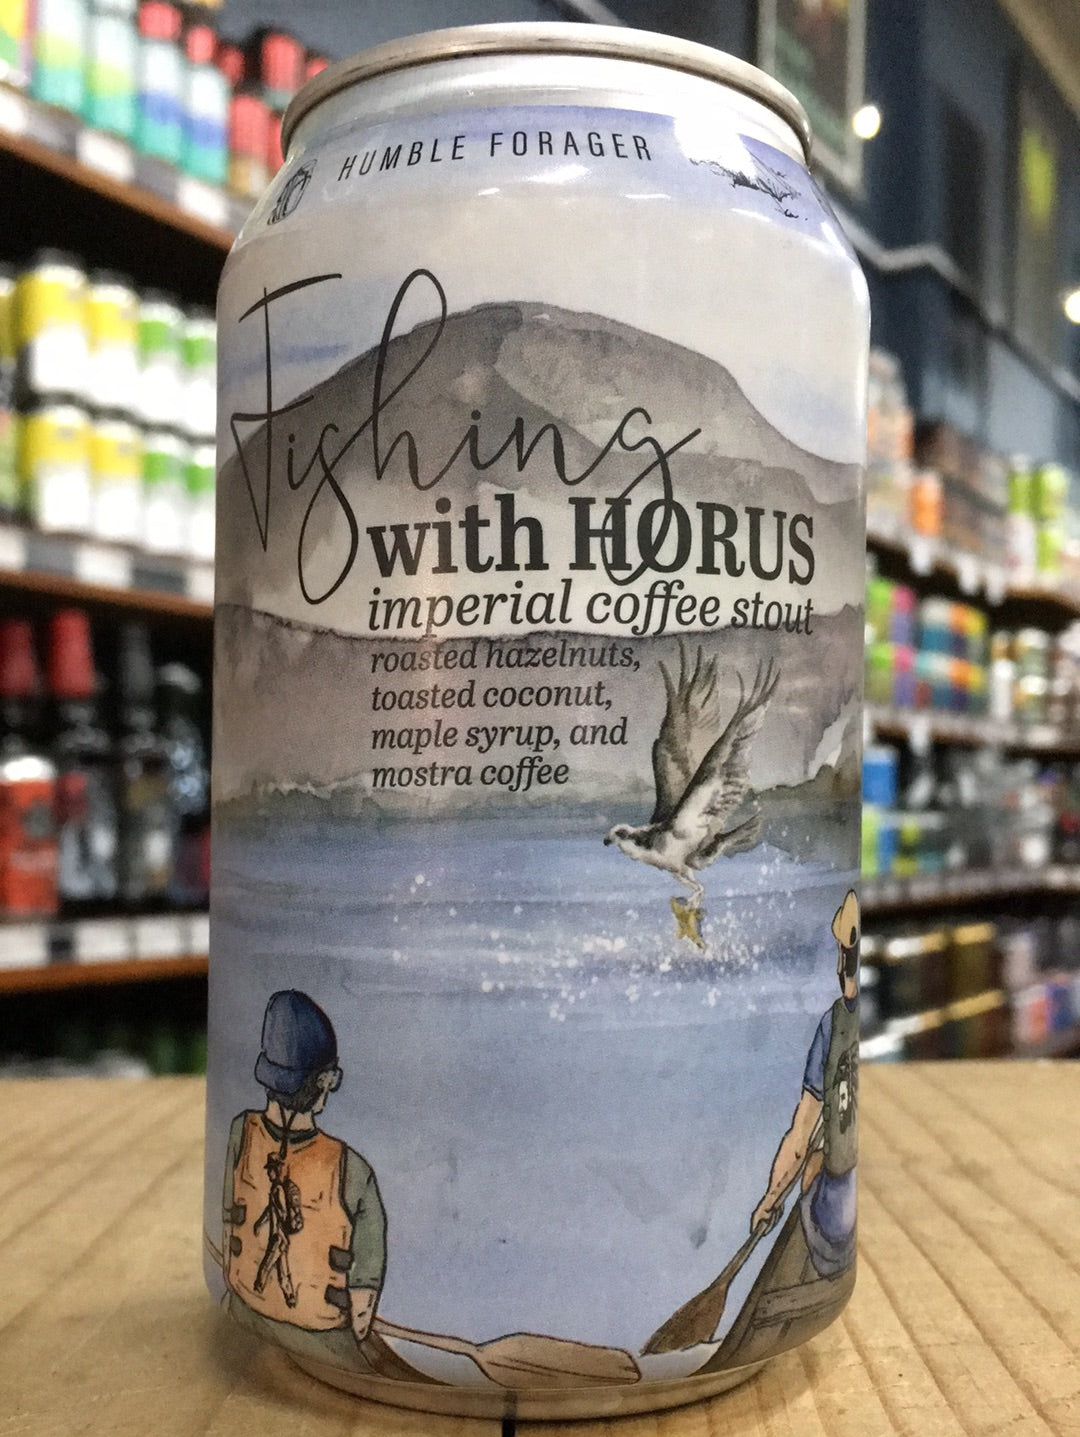 HUMBLE FORAGER
Fishing
with HORUS
imperial coffee stout
roasted hazelnuts,
toasted coconut,
maple syrup, and
mostra coffee